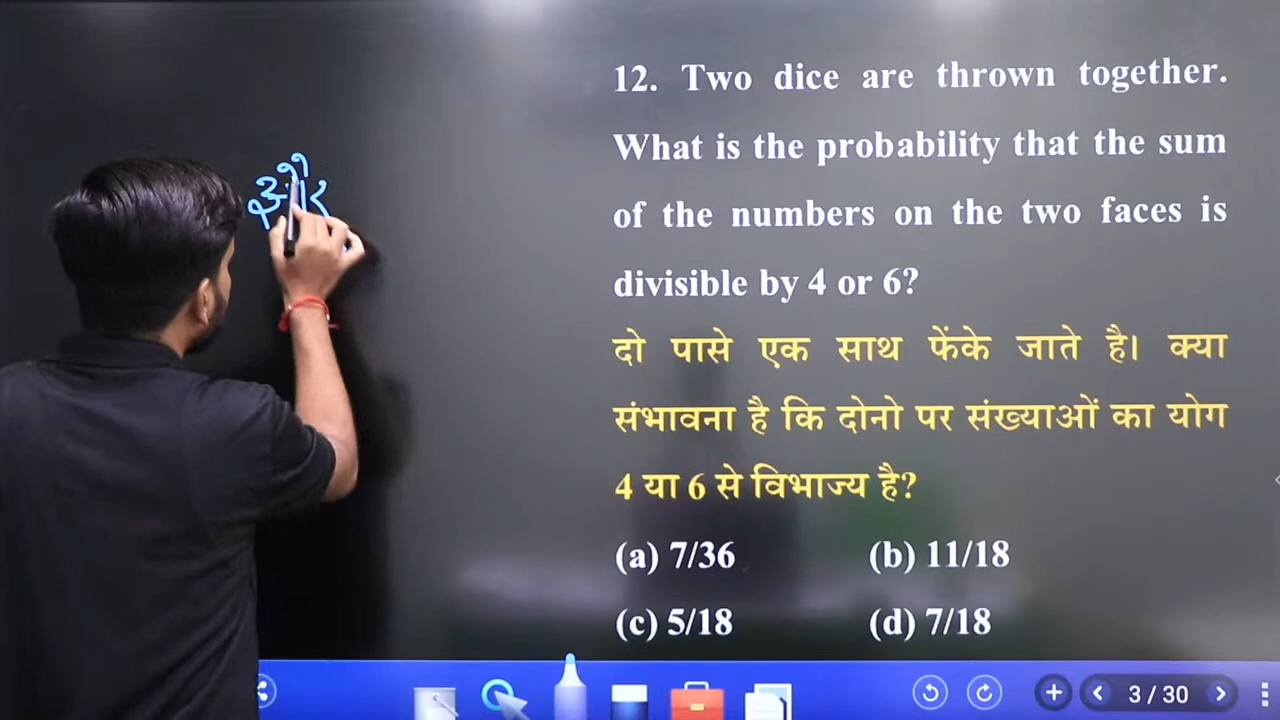 12. Two dice are thrown together.
What is the probability that the sum
of the numbers on the two faces is
divisible by 4 or 6?
दो पासे एक साथ फेंके जाते है। क्या
संभावना है कि दोनो पर संख्याओं का योग
4 या 6 से विभाज्य है?
(a) 7/36 (b) 11/18
(c) 5/18 (d) 7/18
3 / 30